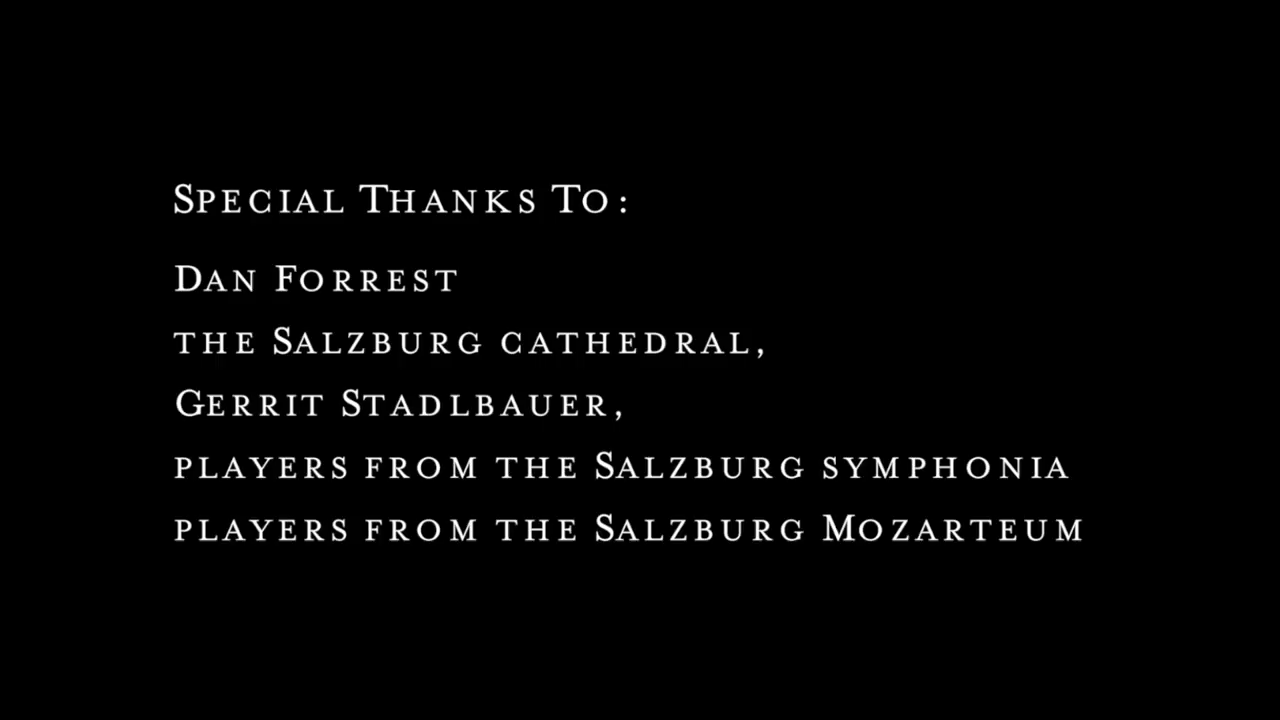 Special Thanks To:
Dan Forrest
the Salzburg cathedral,
Gerrit Stadlbauer,
players from the Salzburg symphonia
players from the Salzburg Mozarteum